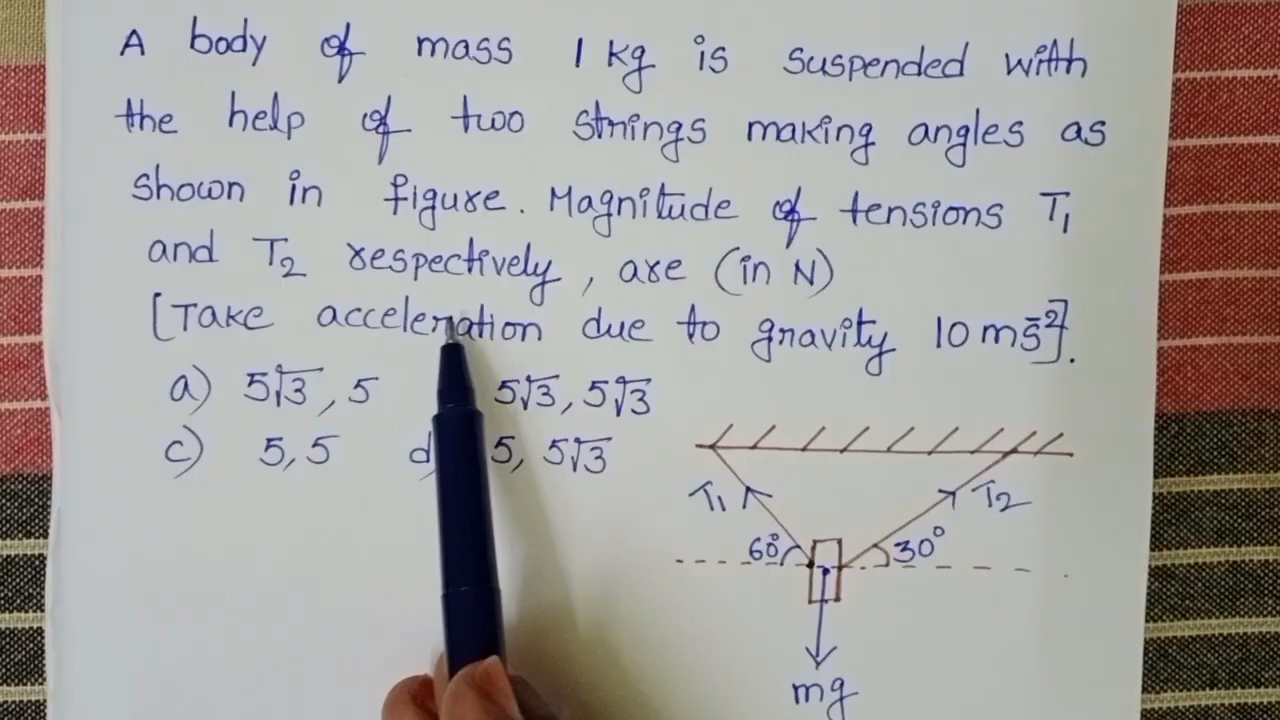 A body of mass 1 kg is suspended with
the help of two strings making angles as
shown in figure. Magnitude of tensions T₁
and T₂ respectively, are (in N)
[Take acceleration due to gravity 10 ms⁻²].
a) 5√3, 5 5√3, 5√3
c) 5, 5 d 5, 5√3
T₁ T₂
60° 30°
mg